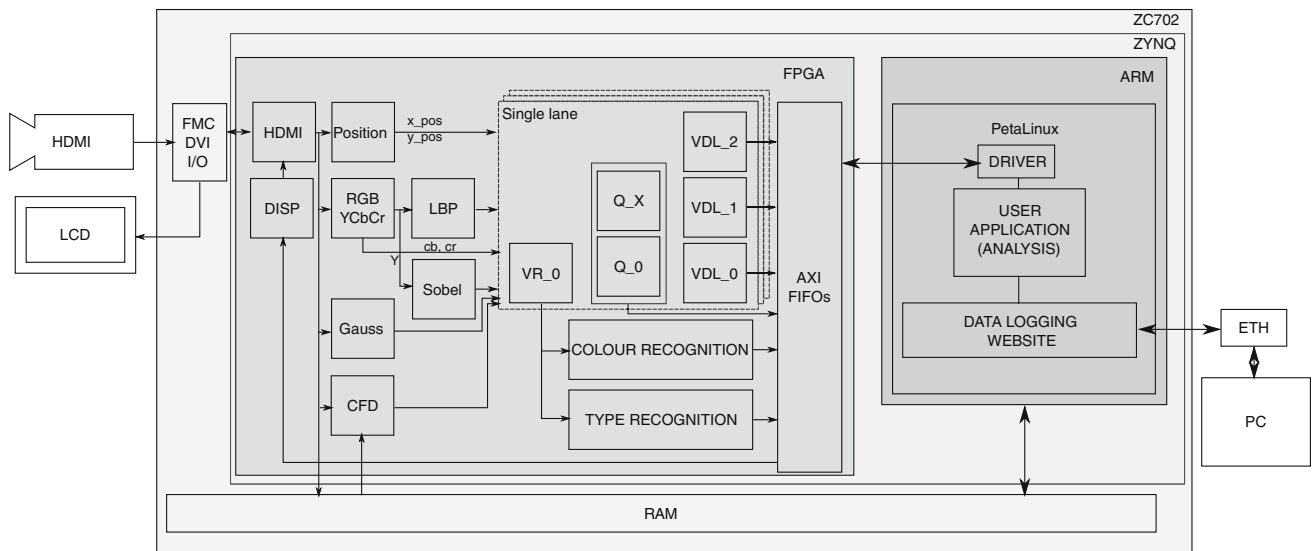 ZC702
ZYNQ
FPGA
ARM
HDMI
FMC
DVI
I/O
LCD
HDMI
Position
x_pos
y_pos
DISP
RGB
YCbCr
LBP
cb, cr
Y
Sobel
Gauss
CFD
Single lane
VR_0
Q_X
Q_0
VDL_2
VDL_1
VDL_0
COLOUR RECOGNITION
TYPE RECOGNITION
AXI
FIFOs
PetaLinux
DRIVER
USER
APPLICATION
(ANALYSIS)
DATA LOGGING
WEBSITE
ETH
PC
RAM